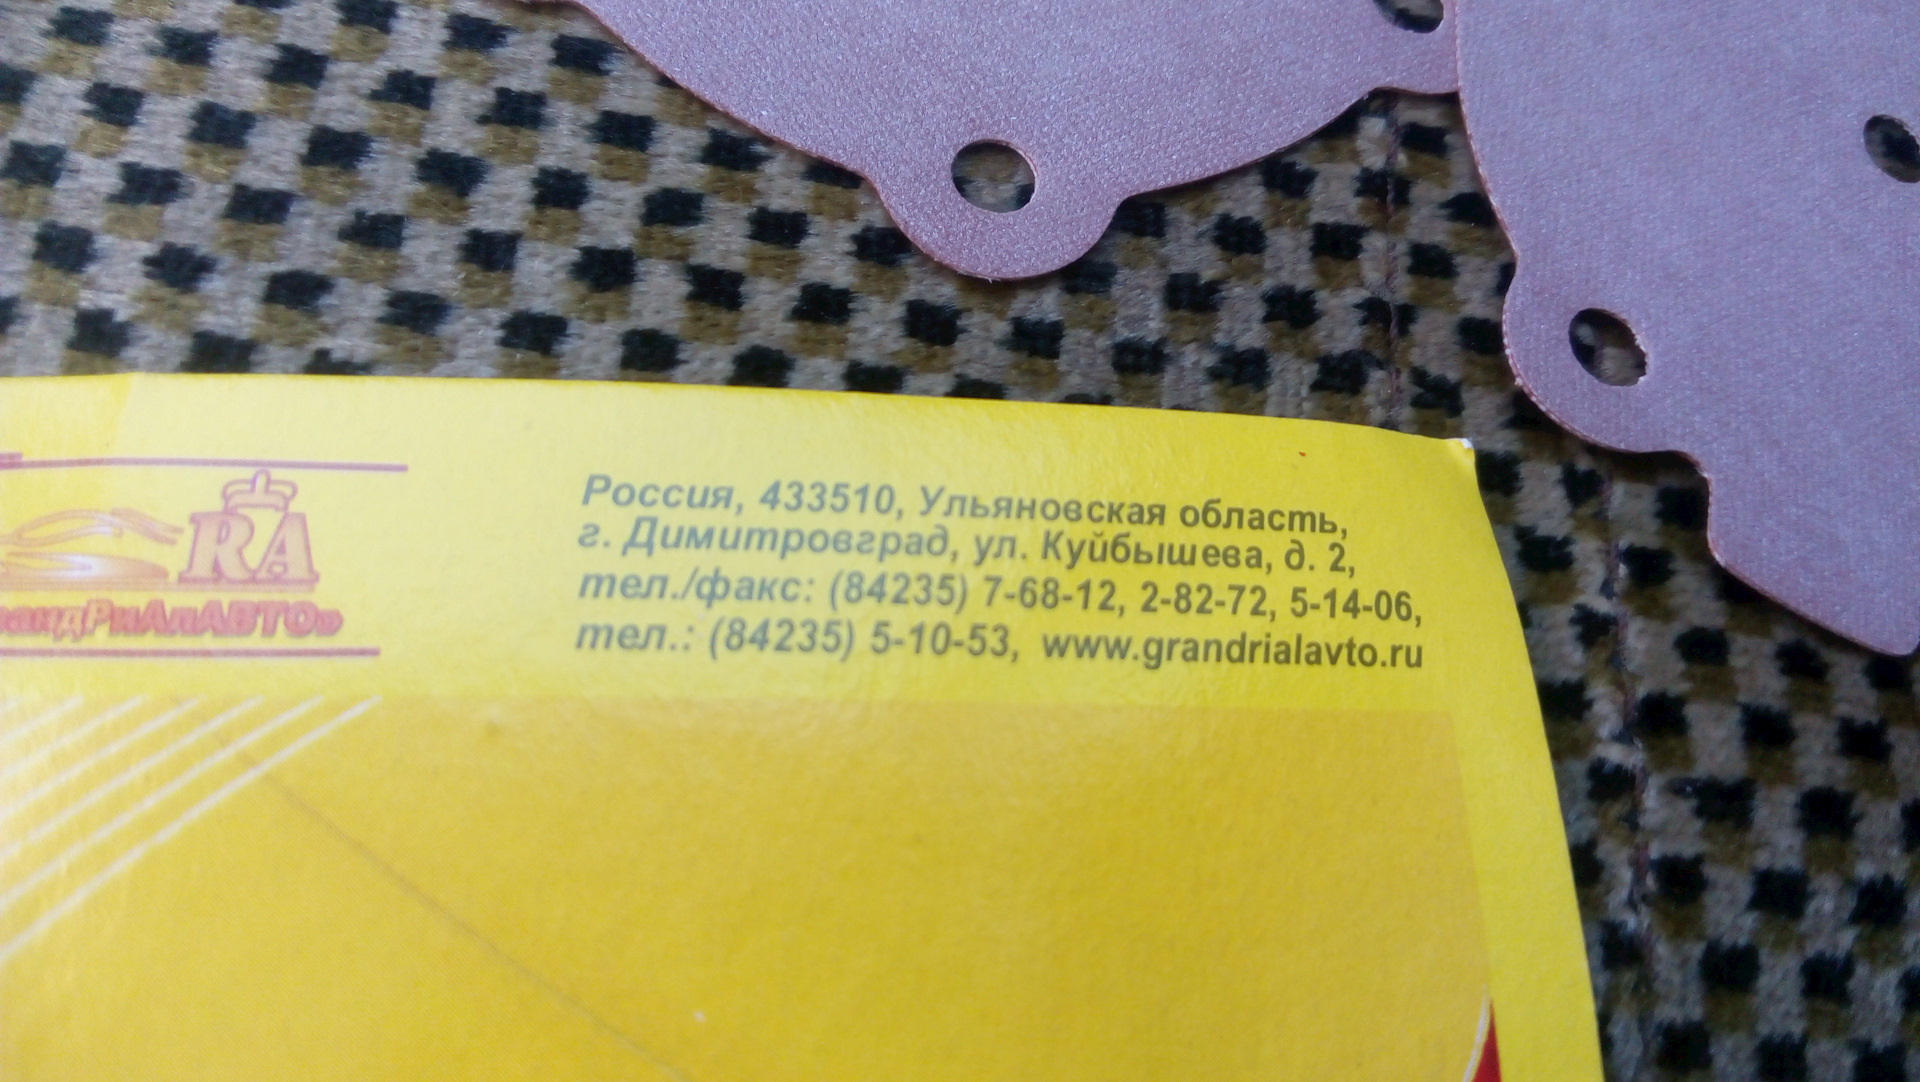 RA
Россия, 433510, Ульяновская область,
г. Димитровград, ул. Куйбышева, д. 2,
тел./факс: (84235) 7-68-12, 2-82-72, 5-14-06,
тел.: (84235) 5-10-53, www.grandrialavto.ru